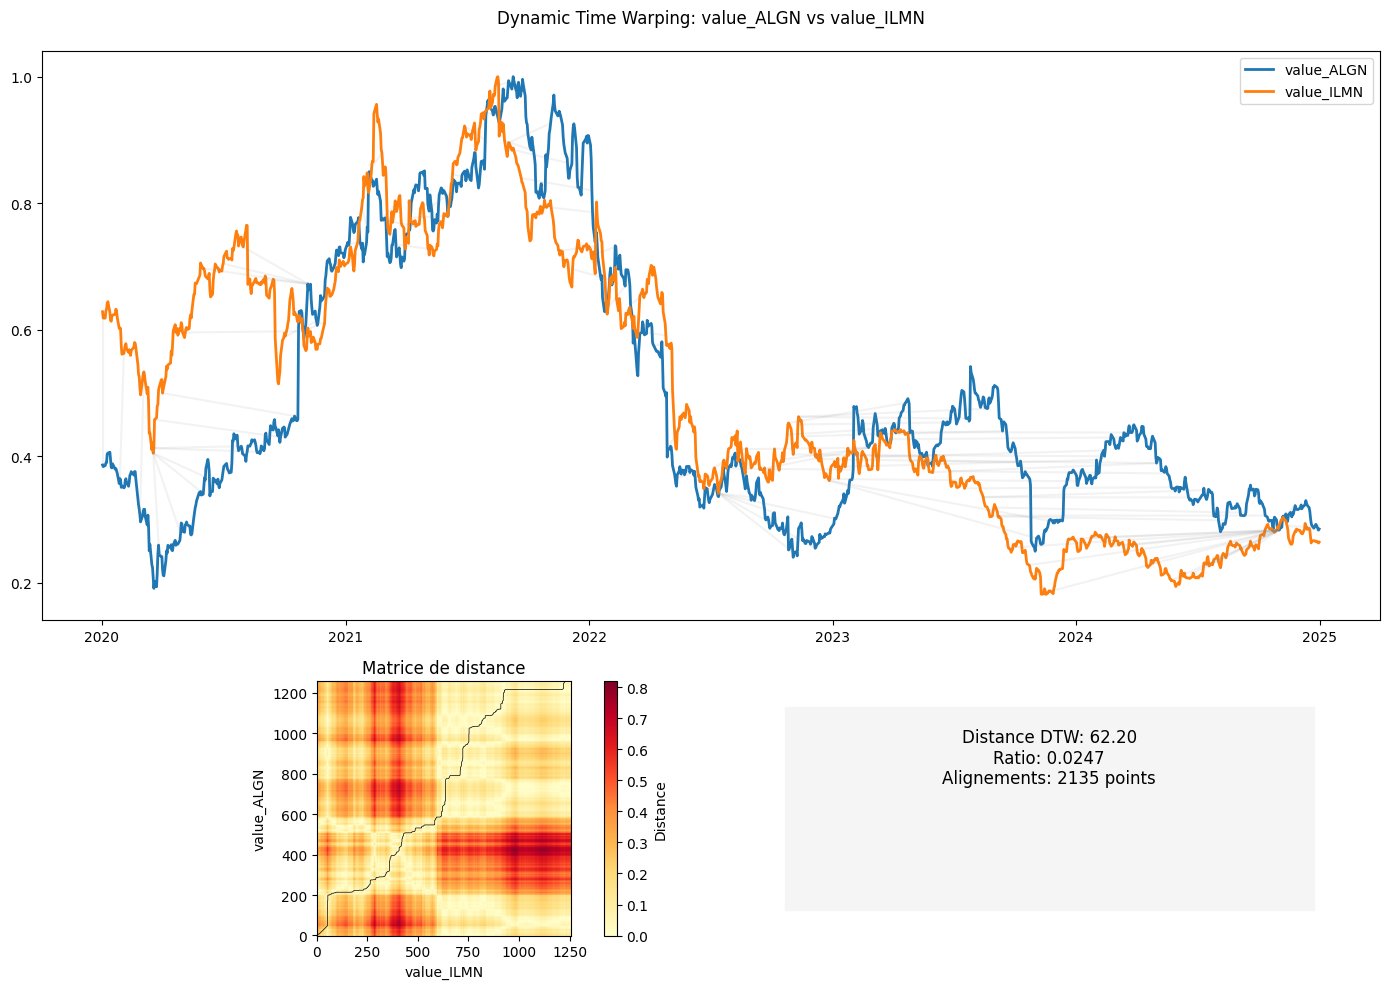 Dynamic Time Warping: value_ALGN vs value_ILMN
1.0
0.8
0.6
0.4
0.2
value_ALGN
value_ILMN
2020 2021 2022 2023 2024 2025
Matrice de distance
1200
1000
800
600
400
200
0
value_ALGN
0 250 500 750 1000 1250
value_ILMN
0.8
0.7
0.6
0.5
0.4
0.3
0.2
0.1
0.0
Distance
Distance DTW: 62.20
Ratio: 0.0247
Alignements: 2135 points